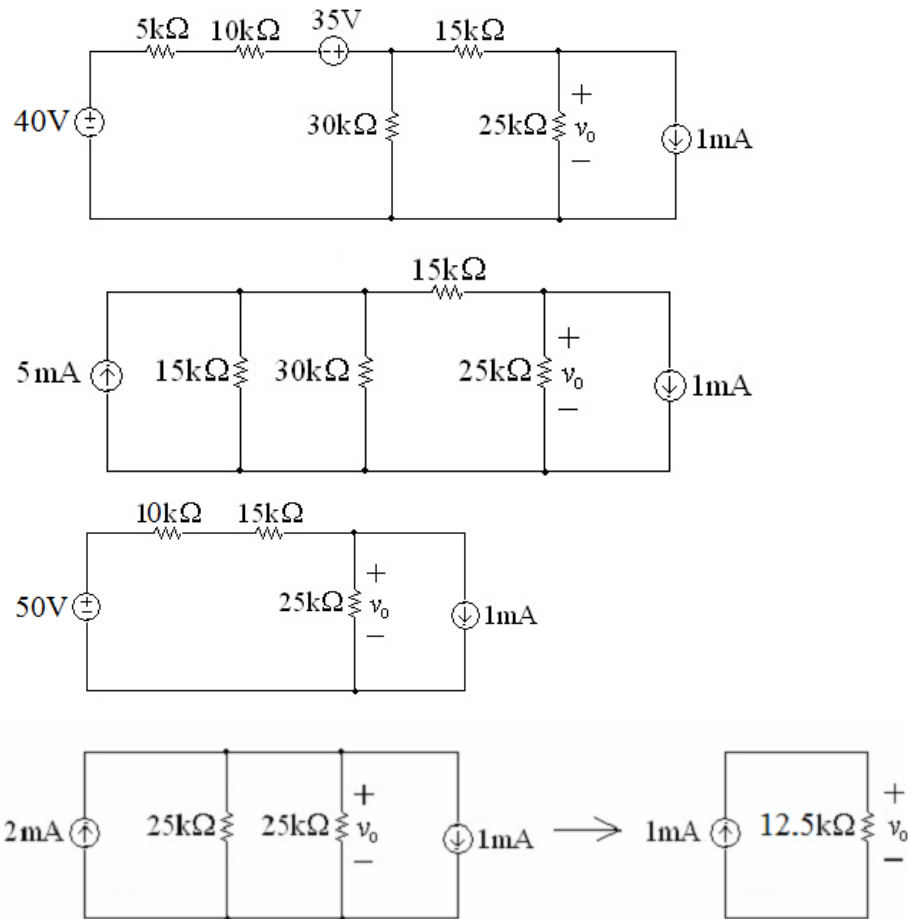 5kΩ 10kΩ 35V 15kΩ
40V 30kΩ 25kΩ + v₀ − 1mA
15kΩ
5mA 15kΩ 30kΩ 25kΩ + v₀ − 1mA
10kΩ 15kΩ
50V 25kΩ + v₀ − 1mA
2mA 25kΩ 25kΩ + v₀ − 1mA 1mA 12.5kΩ + v₀ −